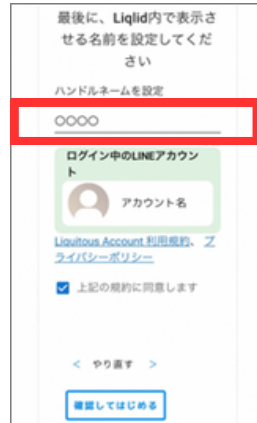 最後に、Liqlid内で表示さ
せる名前を設定してくだ
さい
ハンドルネームを設定
○○○○
ログイン中のLINEアカウン
ト
アカウント名
Liquitous Account 利用規約、 プ
ライバシーポリシー
上記の規約に同意します
< やり直す >
確認してはじめる